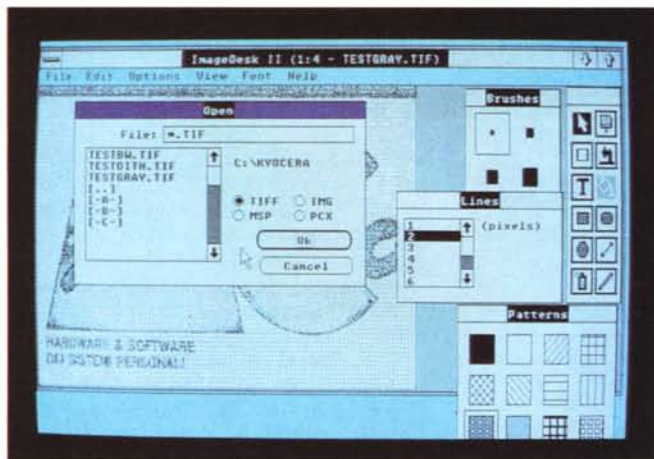 ImageDesk II (1:4 - TESTGRAY.TIF)
File Edit Options View Font Help
Open
File: *.TIF
TESTBW.TIF
TESTDITH.TIF
TESTGRAY.TIF
[..]
[-A-]
[-B-]
[-C-]
C:\KYOCERA
TIFF IMG
MSP PCX
Ok
Cancel
Brushes
T
Lines
1
2
3
4
5
6
(pixels)
Patterns
HARDWARE & SOFTWARE
DEI SISTEMI PERSONALI